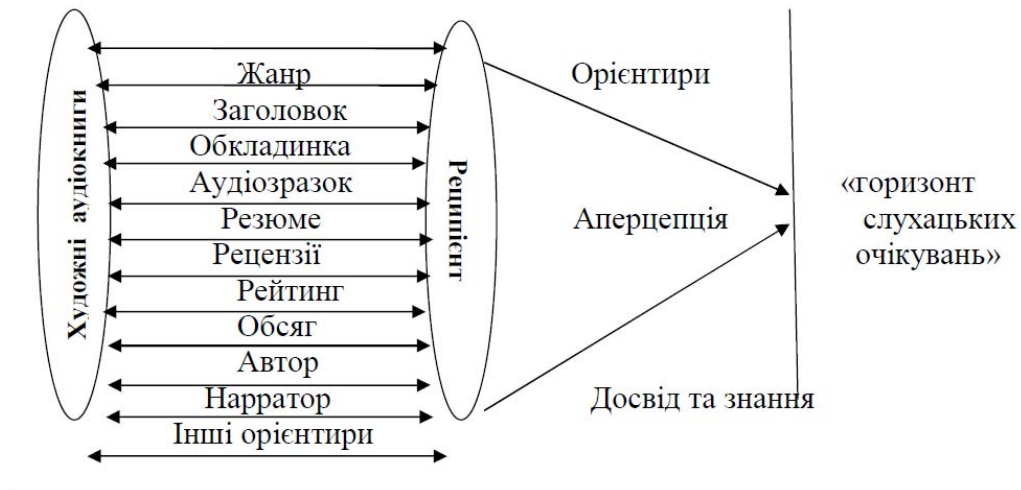 Художні аудіокниги
Жанр
Заголовок
Обкладинка
Аудіозразок
Резюме
Рецензії
Рейтинг
Обсяг
Автор
Нарратор
Інші орієнтири
Реципієнт
Орієнтири
Аперцепція
Досвід та знання
«горизонт
слухацьких
очікувань»